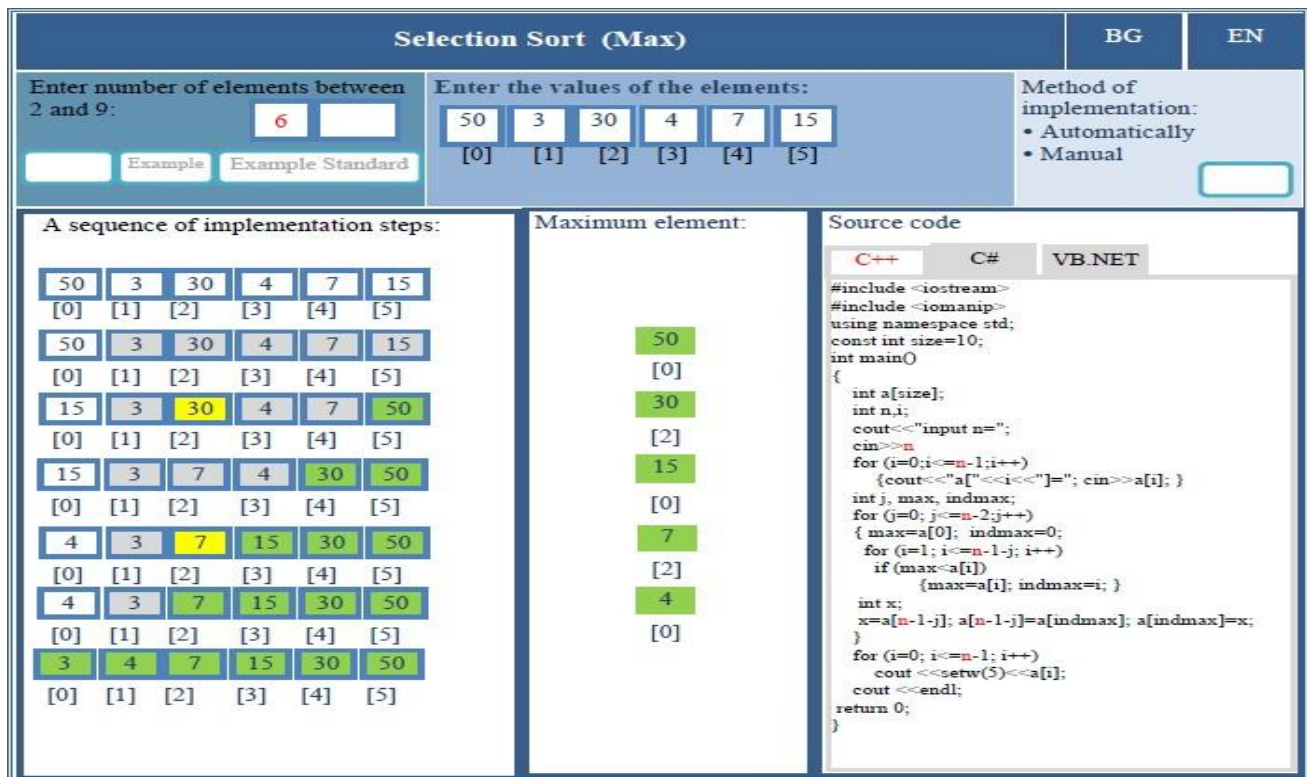 Selection Sort (Max)
BG
EN
Enter number of elements between
2 and 9:
6
Example
Example Standard
Enter the values of the elements:
50 3 30 4 7 15
[0] [1] [2] [3] [4] [5]
Method of
implementation:
• Automatically
• Manual
A sequence of implementation steps:
50 3 30 4 7 15
[0] [1] [2] [3] [4] [5]
50 3 30 4 7 15
[0] [1] [2] [3] [4] [5]
15 3 30 4 7 50
[0] [1] [2] [3] [4] [5]
15 3 7 4 30 50
[0] [1] [2] [3] [4] [5]
4 3 7 15 30 50
[0] [1] [2] [3] [4] [5]
4 3 7 15 30 50
[0] [1] [2] [3] [4] [5]
3 4 7 15 30 50
[0] [1] [2] [3] [4] [5]
Maximum element:
50
[0]
30
[2]
15
[0]
7
[2]
4
[0]
Source code
C++ C# VB.NET
#include <iostream>
#include <iomanip>
using namespace std;
const int size=10;
int main()
{
int a[size];
int n,i;
cout<<"input n=";
cin>>n
for (i=0;i<=n-1;i++)
{cout<<"a["<<i<<"]="; cin>>a[i]; }
int j, max, indmax;
for (j=0; j<=n-2;j++)
{ max=a[0]; indmax=0;
for (i=1; i<=n-1-j; i++)
if (max<a[i])
{max=a[i]; indmax=i; }
int x;
x=a[n-1-j]; a[n-1-j]=a[indmax]; a[indmax]=x;
}
for (i=0; i<=n-1; i++)
cout <<setw(5)<<a[i];
cout <<endl;
return 0;
}